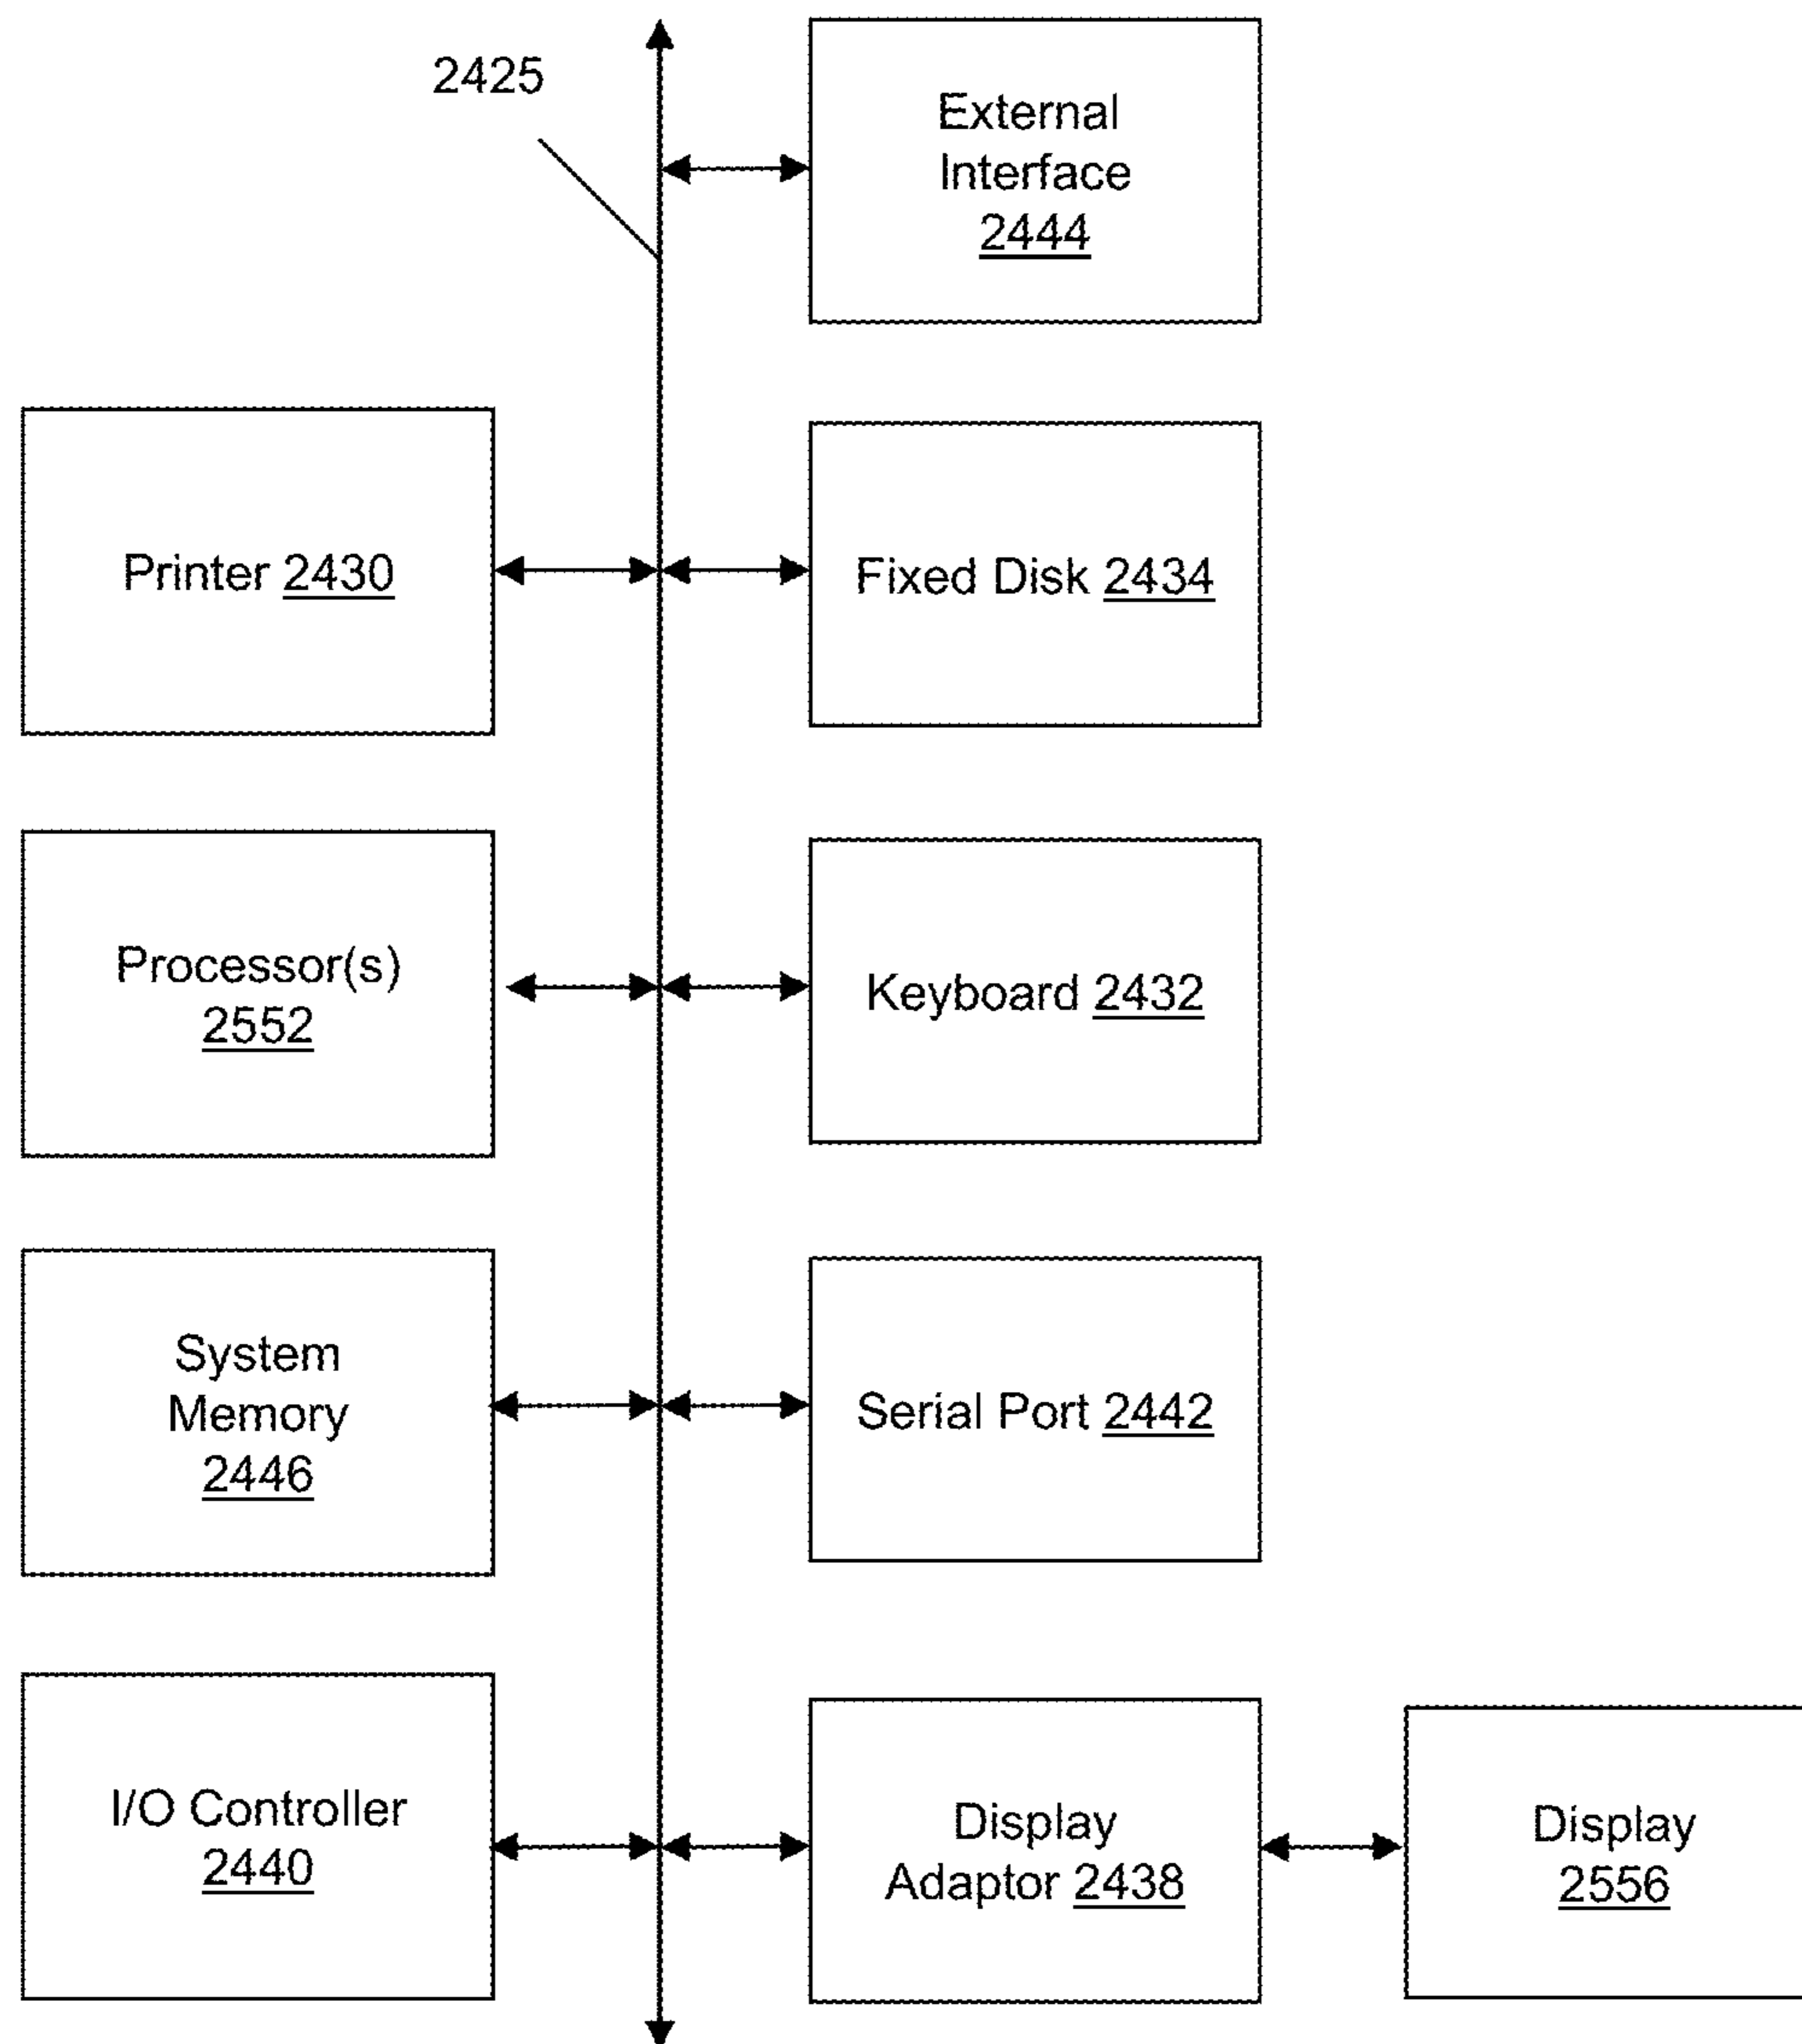 2425
External
Interface
2444
Printer 2430
Fixed Disk 2434
Processor(s)
2552
Keyboard 2432
System
Memory
2446
Serial Port 2442
I/O Controller
2440
Display
Adaptor 2438
Display
2556